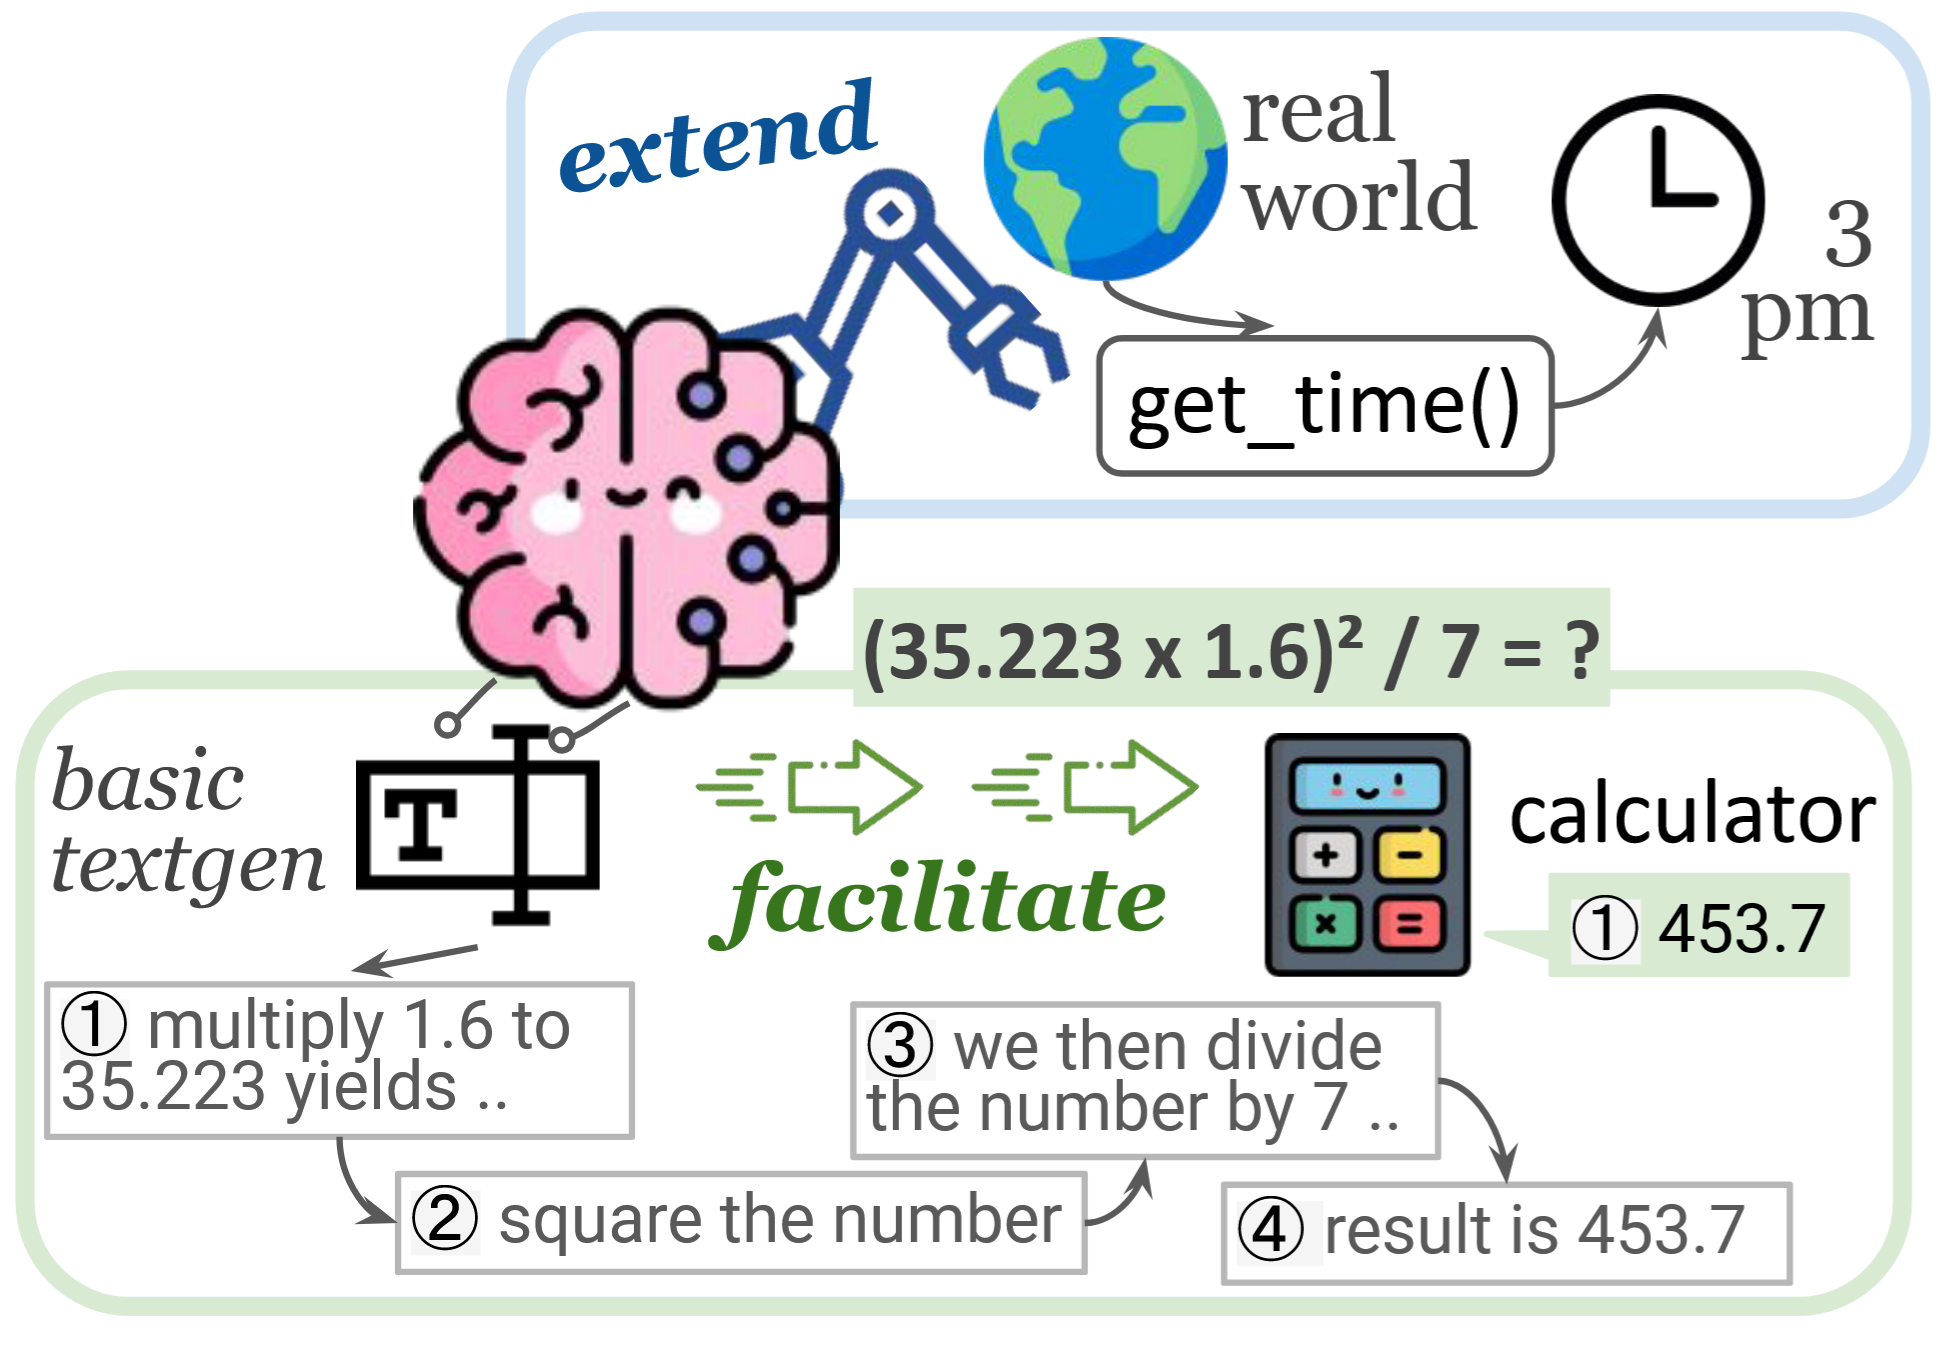 extend
real
world
3
pm
get_time()
(35.223 x 1.6)² / 7 = ?
basic
textgen
T
facilitate
calculator
+ −
x =
① 453.7
① multiply 1.6 to
35.223 yields ..
② square the number
③ we then divide
the number by 7 ..
④ result is 453.7